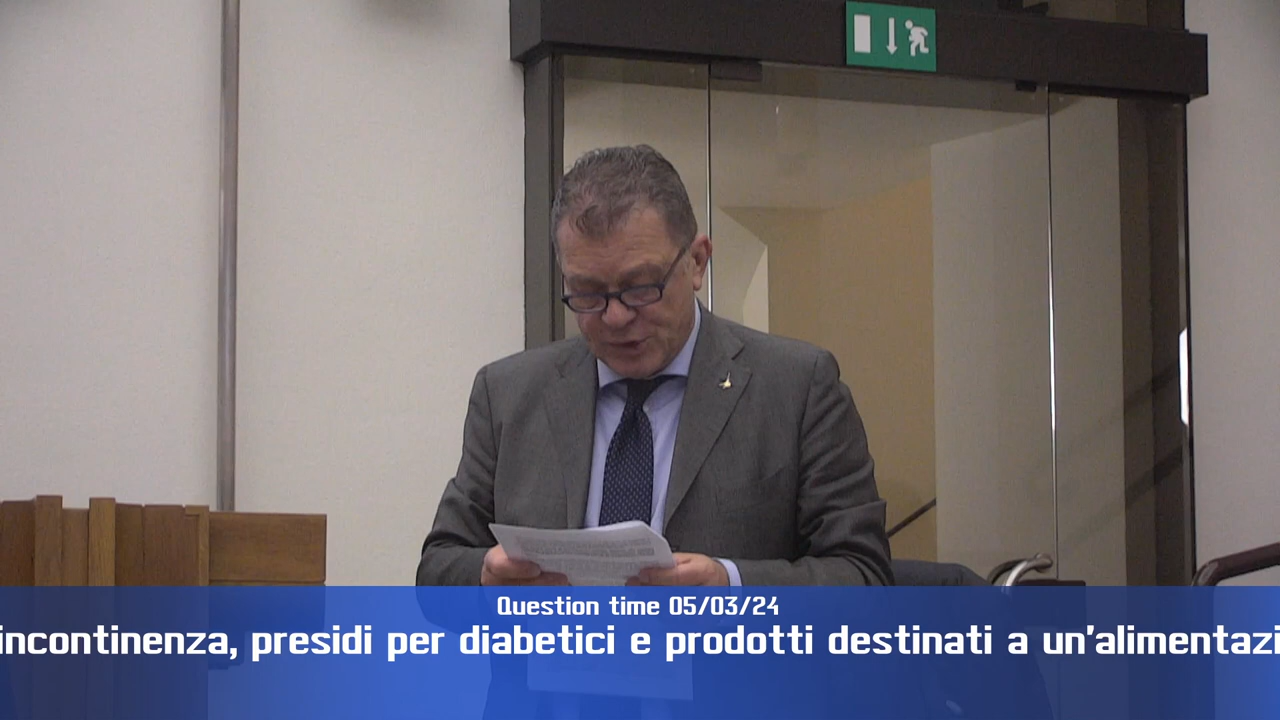 Question time 05/03/24
incontinenza, presidi per diabetici e prodotti destinati a un'alimentazi